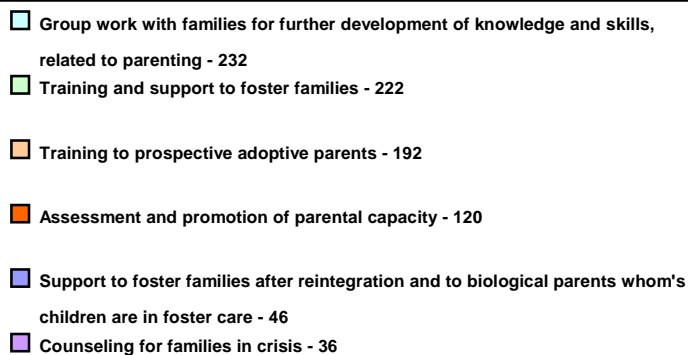 Group work with families for further development of knowledge and skills,
related to parenting - 232
Training and support to foster families - 222
Training to prospective adoptive parents - 192
Assessment and promotion of parental capacity - 120
Support to foster families after reintegration and to biological parents whom's
children are in foster care - 46
Counseling for families in crisis - 36